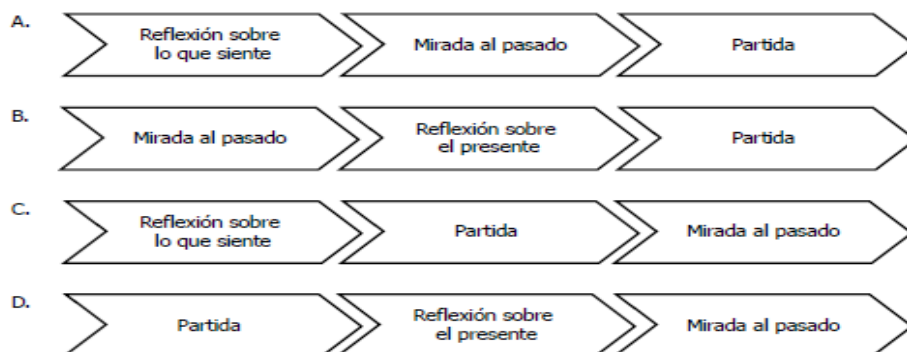 A.
Reflexión sobre
lo que siente
Mirada al pasado
Partida
B.
Mirada al pasado
Reflexión sobre
el presente
Partida
C.
Reflexión sobre
lo que siente
Partida
Mirada al pasado
D.
Partida
Reflexión sobre
el presente
Mirada al pasado